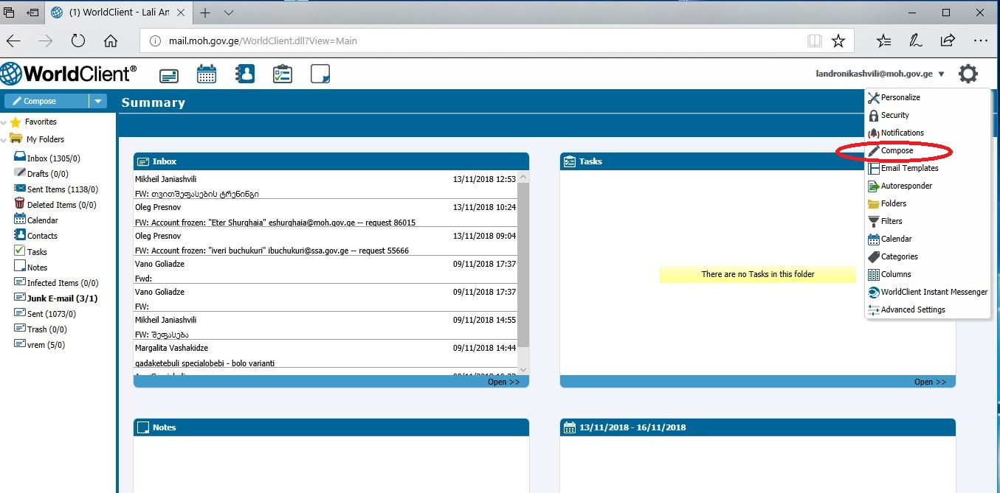 (1) WorldClient - Lali An
mail.moh.gov.ge/WorldClient.dll?View=Main
WorldClient®
landronikashvili@moh.gov.ge
Compose
Summary
Favorites
My Folders
Inbox (1305/0)
Drafts (0/0)
Sent Items (1138/0)
Deleted Items (0/0)
Calendar
Contacts
Tasks
Notes
Infected Items (0/0)
Junk E-mail (3/1)
Sent (1073/0)
Trash (0/0)
vrem (5/0)
Inbox
Mikheil Janiashvili 13/11/2018 12:53
FW: თვითშეფასების ტრენინგი
Oleg Presnov 13/11/2018 10:24
FW: Account frozen: "Eter Shurghaia" eshurghaia@moh.gov.ge -- request 86015
Oleg Presnov 13/11/2018 09:04
FW: Account frozen: "iveri buchukuri" ibuchukuri@ssa.gov.ge -- request 55666
Vano Goliadze 09/11/2018 17:37
Fwd:
Vano Goliadze 09/11/2018 17:37
FW:
Mikheil Janiashvili 09/11/2018 14:55
FW: შეფასება
Margalita Vashakidze 09/11/2018 14:44
gadaketebuli specialobebi - bolo varianti
Open >>
Tasks
There are no Tasks in this folder
Open >>
Notes
13/11/2018 - 16/11/2018
Personalize
Security
Notifications
Compose
Email Templates
Autoresponder
Folders
Filters
Calendar
Categories
Columns
WorldClient Instant Messenger
Advanced Settings